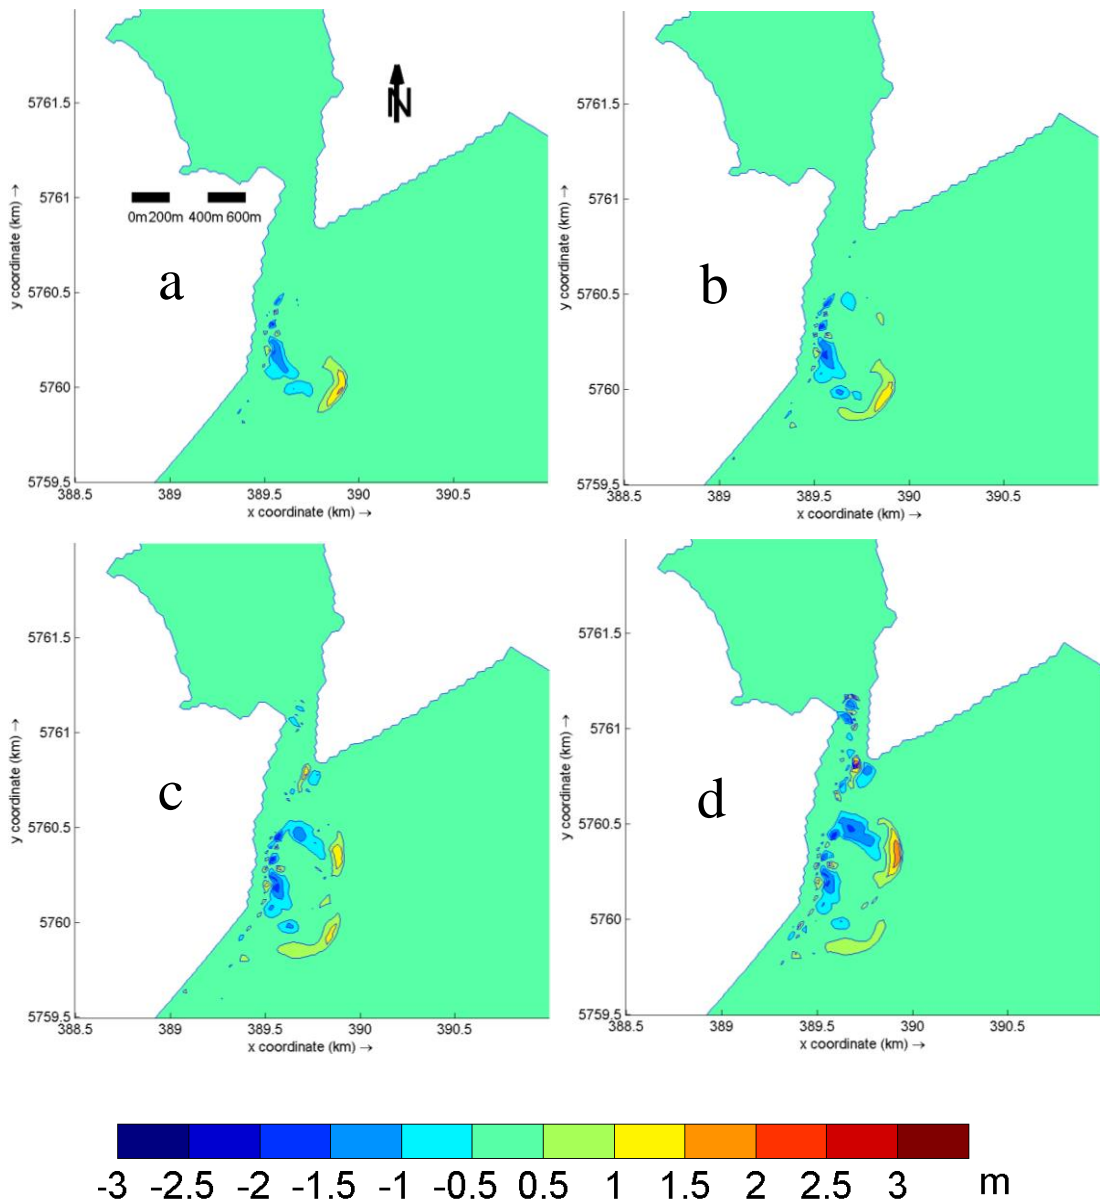 N
5761.5
5761
5760.5
5760
5759.5
y coordinate (km) →
0m 200m 400m 600m
a
388.5 389 389.5 390 390.5
x coordinate (km) →
5761.5
5761
5760.5
5760
5759.5
y coordinate (km) →
b
388.5 389 389.5 390 390.5
x coordinate (km) →
5761.5
5761
5760.5
5760
5759.5
y coordinate (km) →
c
388.5 389 389.5 390 390.5
x coordinate (km) →
5761.5
5761
5760.5
5760
5759.5
y coordinate (km) →
d
388.5 389 389.5 390 390.5
x coordinate (km) →
-3 -2.5 -2 -1.5 -1 -0.5 0.5 1 1.5 2 2.5 3 m